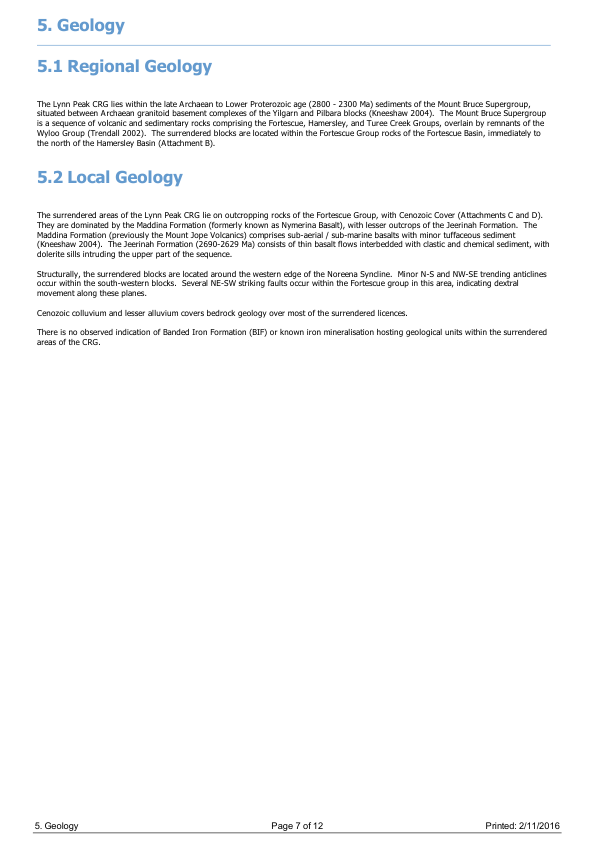 5. Geology
5.1 Regional Geology
The Lynn Peak CRG lies within the late Archaean to Lower Proterozoic age (2800 - 2300 Ma) sediments of the Mount Bruce Supergroup,
situated between Archaean granitoid basement complexes of the Yilgarn and Pilbara blocks (Kneeshaw 2004).  The Mount Bruce Supergroup
is a sequence of volcanic and sedimentary rocks comprising the Fortescue, Hamersley, and Turee Creek Groups, overlain by remnants of the
Wyloo Group (Trendall 2002).  The surrendered blocks are located within the Fortescue Group rocks of the Fortescue Basin, immediately to
the north of the Hamersley Basin (Attachment B).
5.2 Local Geology
The surrendered areas of the Lynn Peak CRG lie on outcropping rocks of the Fortescue Group, with Cenozoic Cover (Attachments C and D).
They are dominated by the Maddina Formation (formerly known as Nymerina Basalt), with lesser outcrops of the Jeerinah Formation.  The
Maddina Formation (previously the Mount Jope Volcanics) comprises sub-aerial / sub-marine basalts with minor tuffaceous sediment
(Kneeshaw 2004).  The Jeerinah Formation (2690-2629 Ma) consists of thin basalt flows interbedded with clastic and chemical sediment, with
dolerite sills intruding the upper part of the sequence.
Structurally, the surrendered blocks are located around the western edge of the Noreena Syncline.  Minor N-S and NW-SE trending anticlines
occur within the south-western blocks.  Several NE-SW striking faults occur within the Fortescue group in this area, indicating dextral
movement along these planes.
Cenozoic colluvium and lesser alluvium covers bedrock geology over most of the surrendered licences.
There is no observed indication of Banded Iron Formation (BIF) or known iron mineralisation hosting geological units within the surrendered
areas of the CRG.
5. Geology
Page 7 of 12
Printed: 2/11/2016